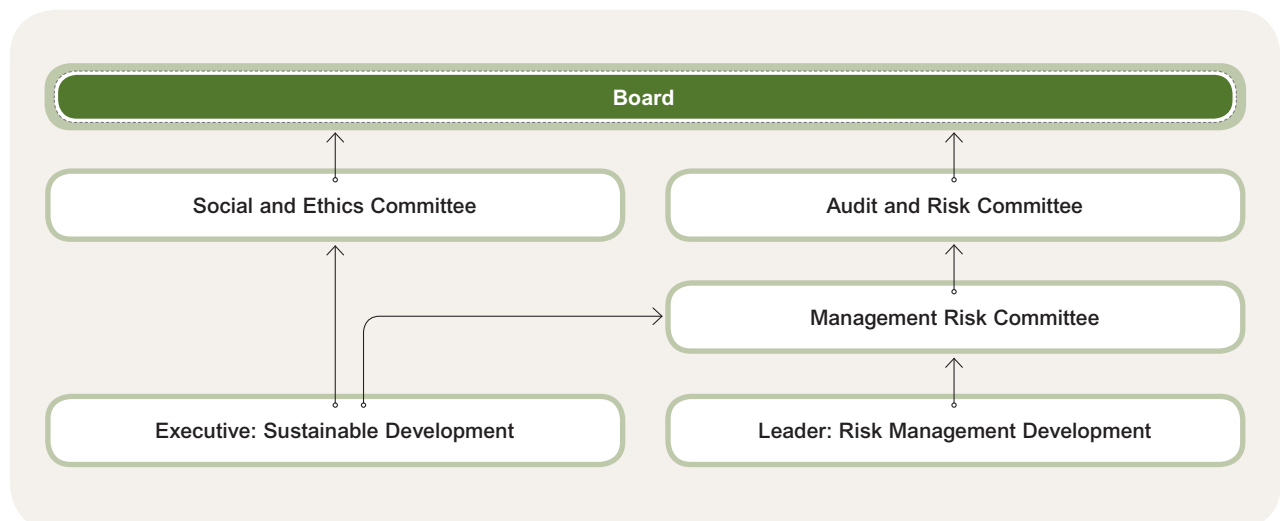 Board
Social and Ethics Committee
Audit and Risk Committee
Management Risk Committee
Executive: Sustainable Development
Leader: Risk Management Development